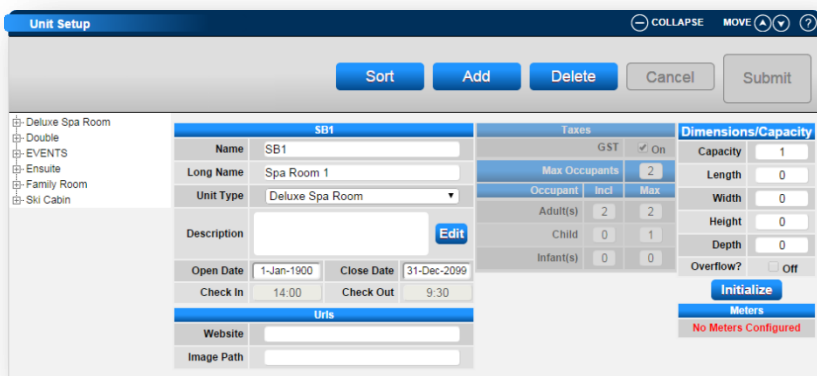 Unit Setup
COLLAPSE MOVE ?
Sort Add Delete Cancel Submit
Deluxe Spa Room
Double
EVENTS
Ensuite
Family Room
Ski Cabin
SB1
Name SB1
Long Name Spa Room 1
Unit Type Deluxe Spa Room
Description Edit
Open Date 1-Jan-1900 Close Date 31-Dec-2099
Check In 14:00 Check Out 9:30
Urls
Website
Image Path
Taxes
GST On
Max Occupants 2
Occupant Incl Max
Adult(s) 2 2
Child 0 1
Infant(s) 0 0
Dimensions/Capacity
Capacity 1
Length 0
Width 0
Height 0
Depth 0
Overflow? Off
Initialize
Meters
No Meters Configured